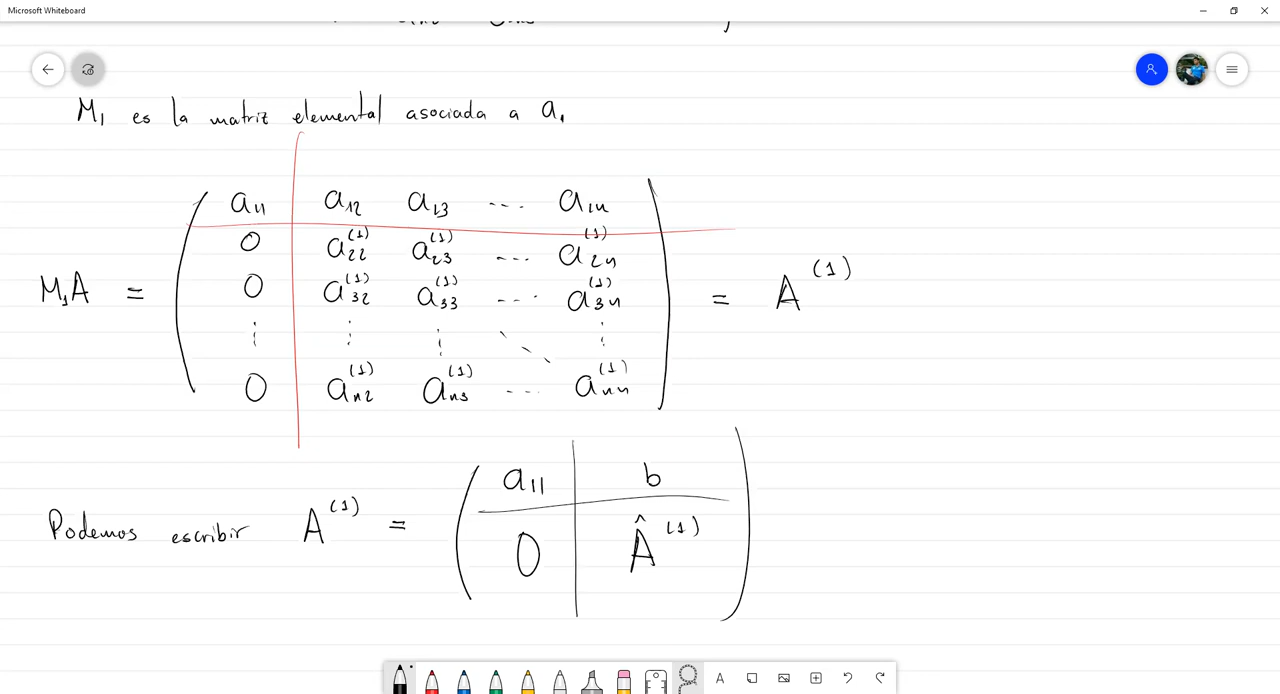 Microsoft Whiteboard
M₁ es la matriz elemental asociada a a₁
a₁₁ a₁₂ a₁₃ ... a₁ₙ
0 a₂₂⁽¹⁾ a₂₃⁽¹⁾ ... a₂ₙ⁽¹⁾
M₁A = 0 a₃₂⁽¹⁾ a₃₃⁽¹⁾ ... a₃ₙ⁽¹⁾ = A⁽¹⁾
⋮ ⋮ ⋮ ⋱ ⋮
0 aₙ₂⁽¹⁾ aₙ₃⁽¹⁾ ... aₙₙ⁽¹⁾
a₁₁ b
Podemos escribir A⁽¹⁾ =
0 Â⁽¹⁾
A